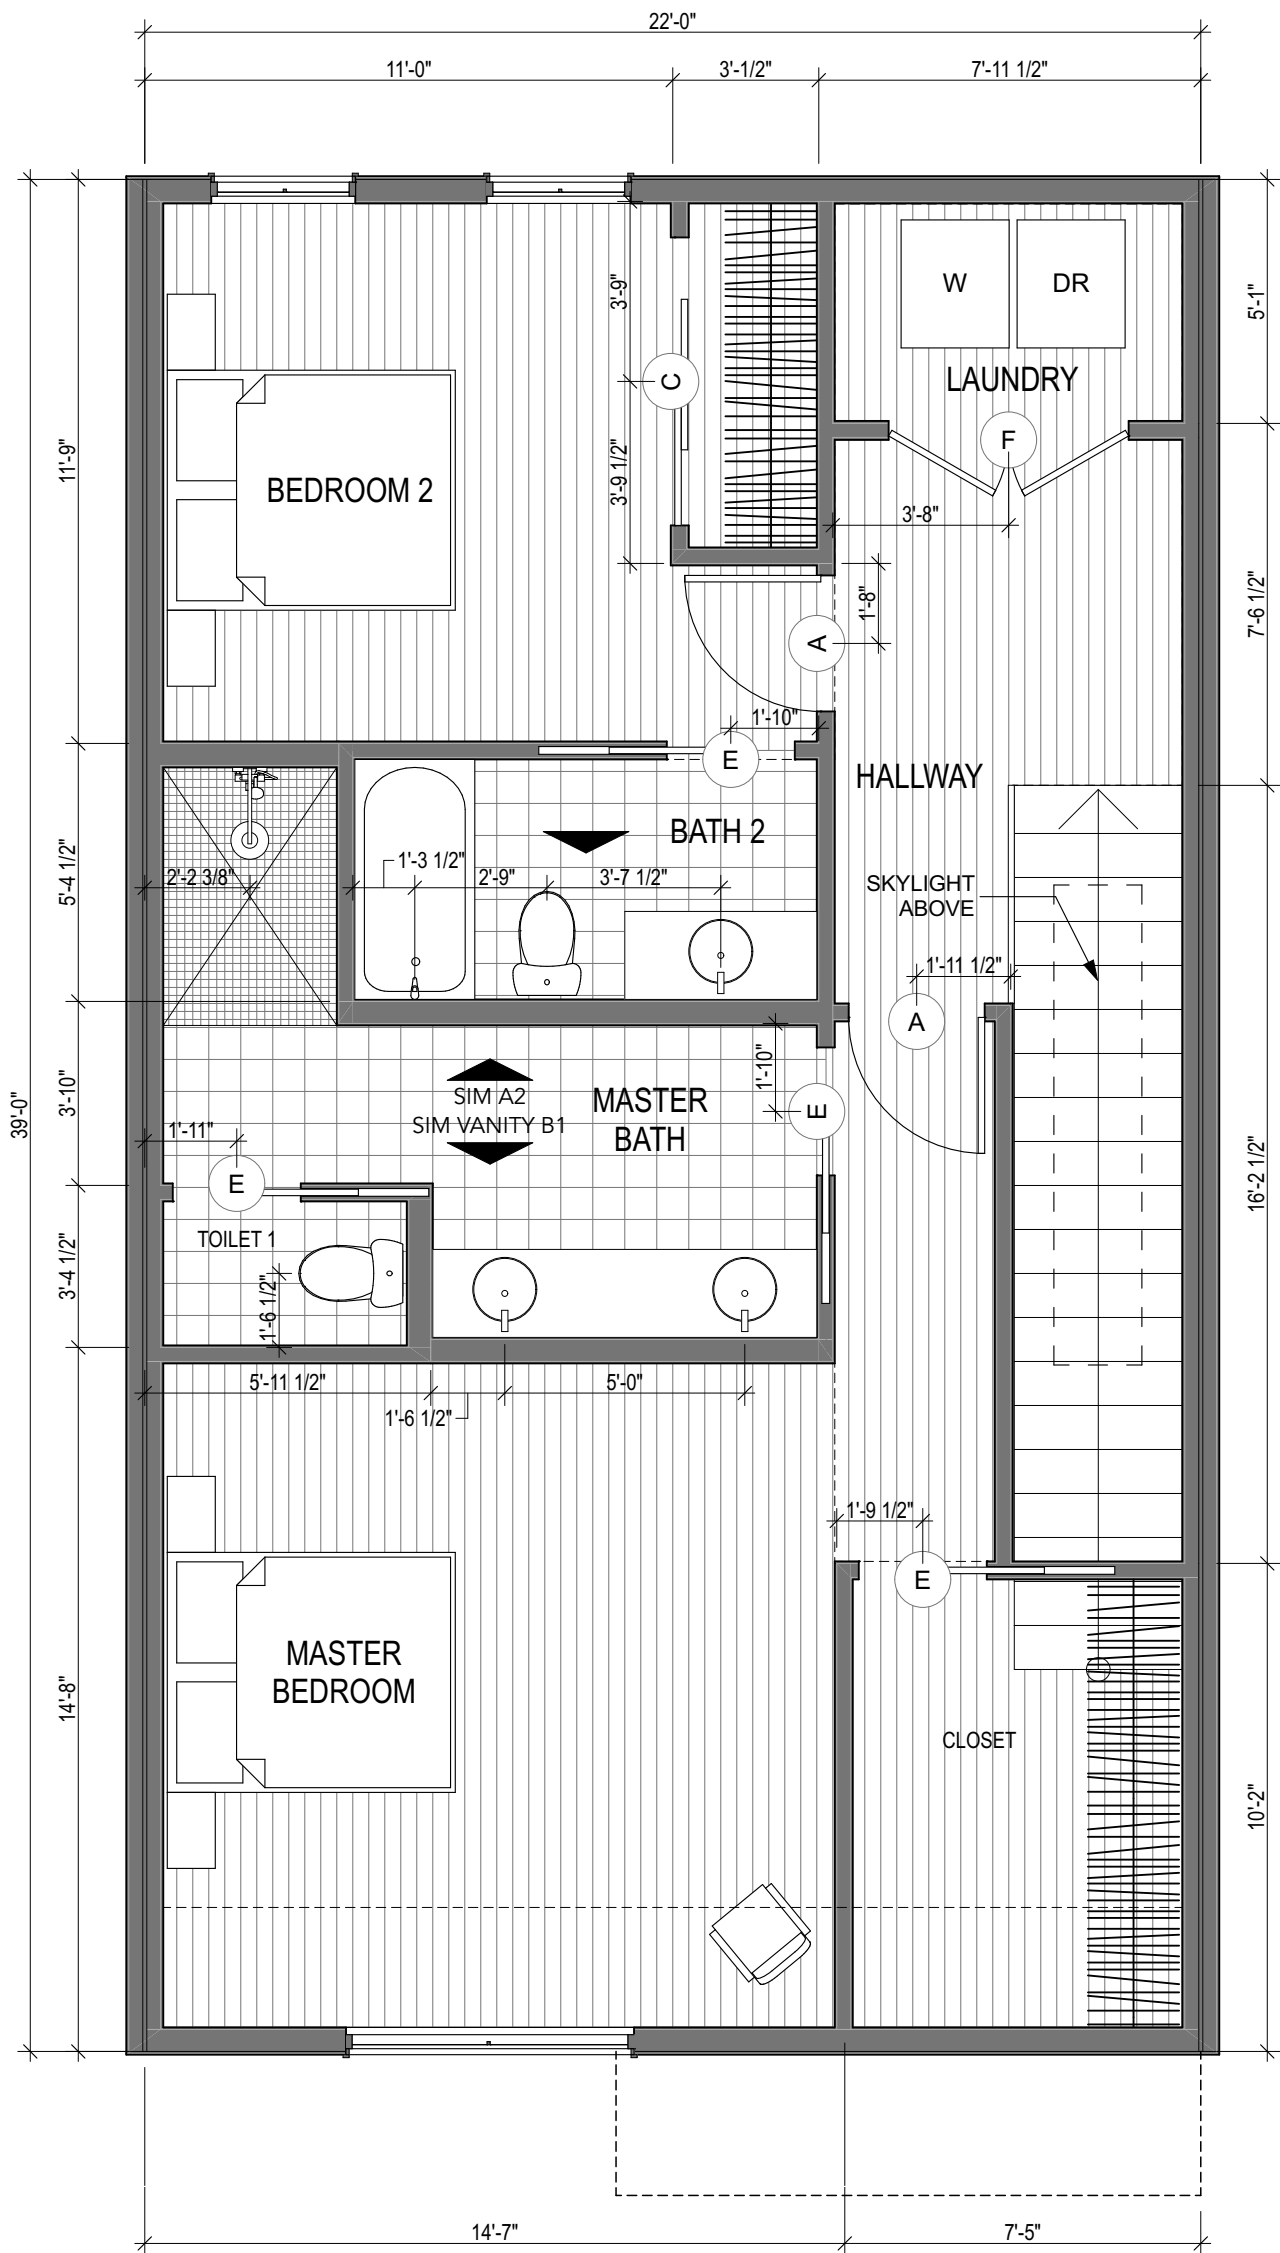 22'-0"
11'-0"
3'-1/2"
7'-11 1/2"
W
DR
5'-1"
3'-9"
LAUNDRY
C
F
11'-9"
3'-9 1/2"
BEDROOM 2
3'-8"
1'-8"
7'-6 1/2"
A
1'-10"
E
HALLWAY
BATH 2
5'-4 1/2"
1'-3 1/2"
2'-2 3/8"
2'-9"
3'-7 1/2"
SKYLIGHT
ABOVE
1'-11 1/2"
A
39'-0"
3'-10"
1'-10"
SIM A2
SIM VANITY B1
MASTER
BATH
E
1'-11"
E
16'-2 1/2"
TOILET 1
3'-4 1/2"
1'-6 1/2"
5'-11 1/2"
5'-0"
1'-6 1/2"
1'-9 1/2"
E
MASTER
BEDROOM
14'-8"
CLOSET
10'-2"
14'-7"
7'-5"